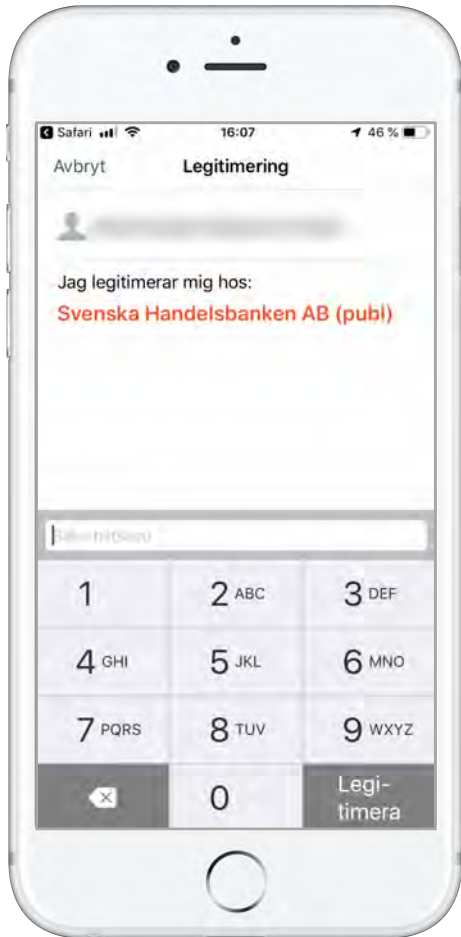 Safari 16:07 46 %
Avbryt Legitimering
Jag legitimerar mig hos:
Svenska Handelsbanken AB (publ)
1 2 ABC 3 DEF
4 GHI 5 JKL 6 MNO
7 PQRS 8 TUV 9 WXYZ
0 Legi-
timera